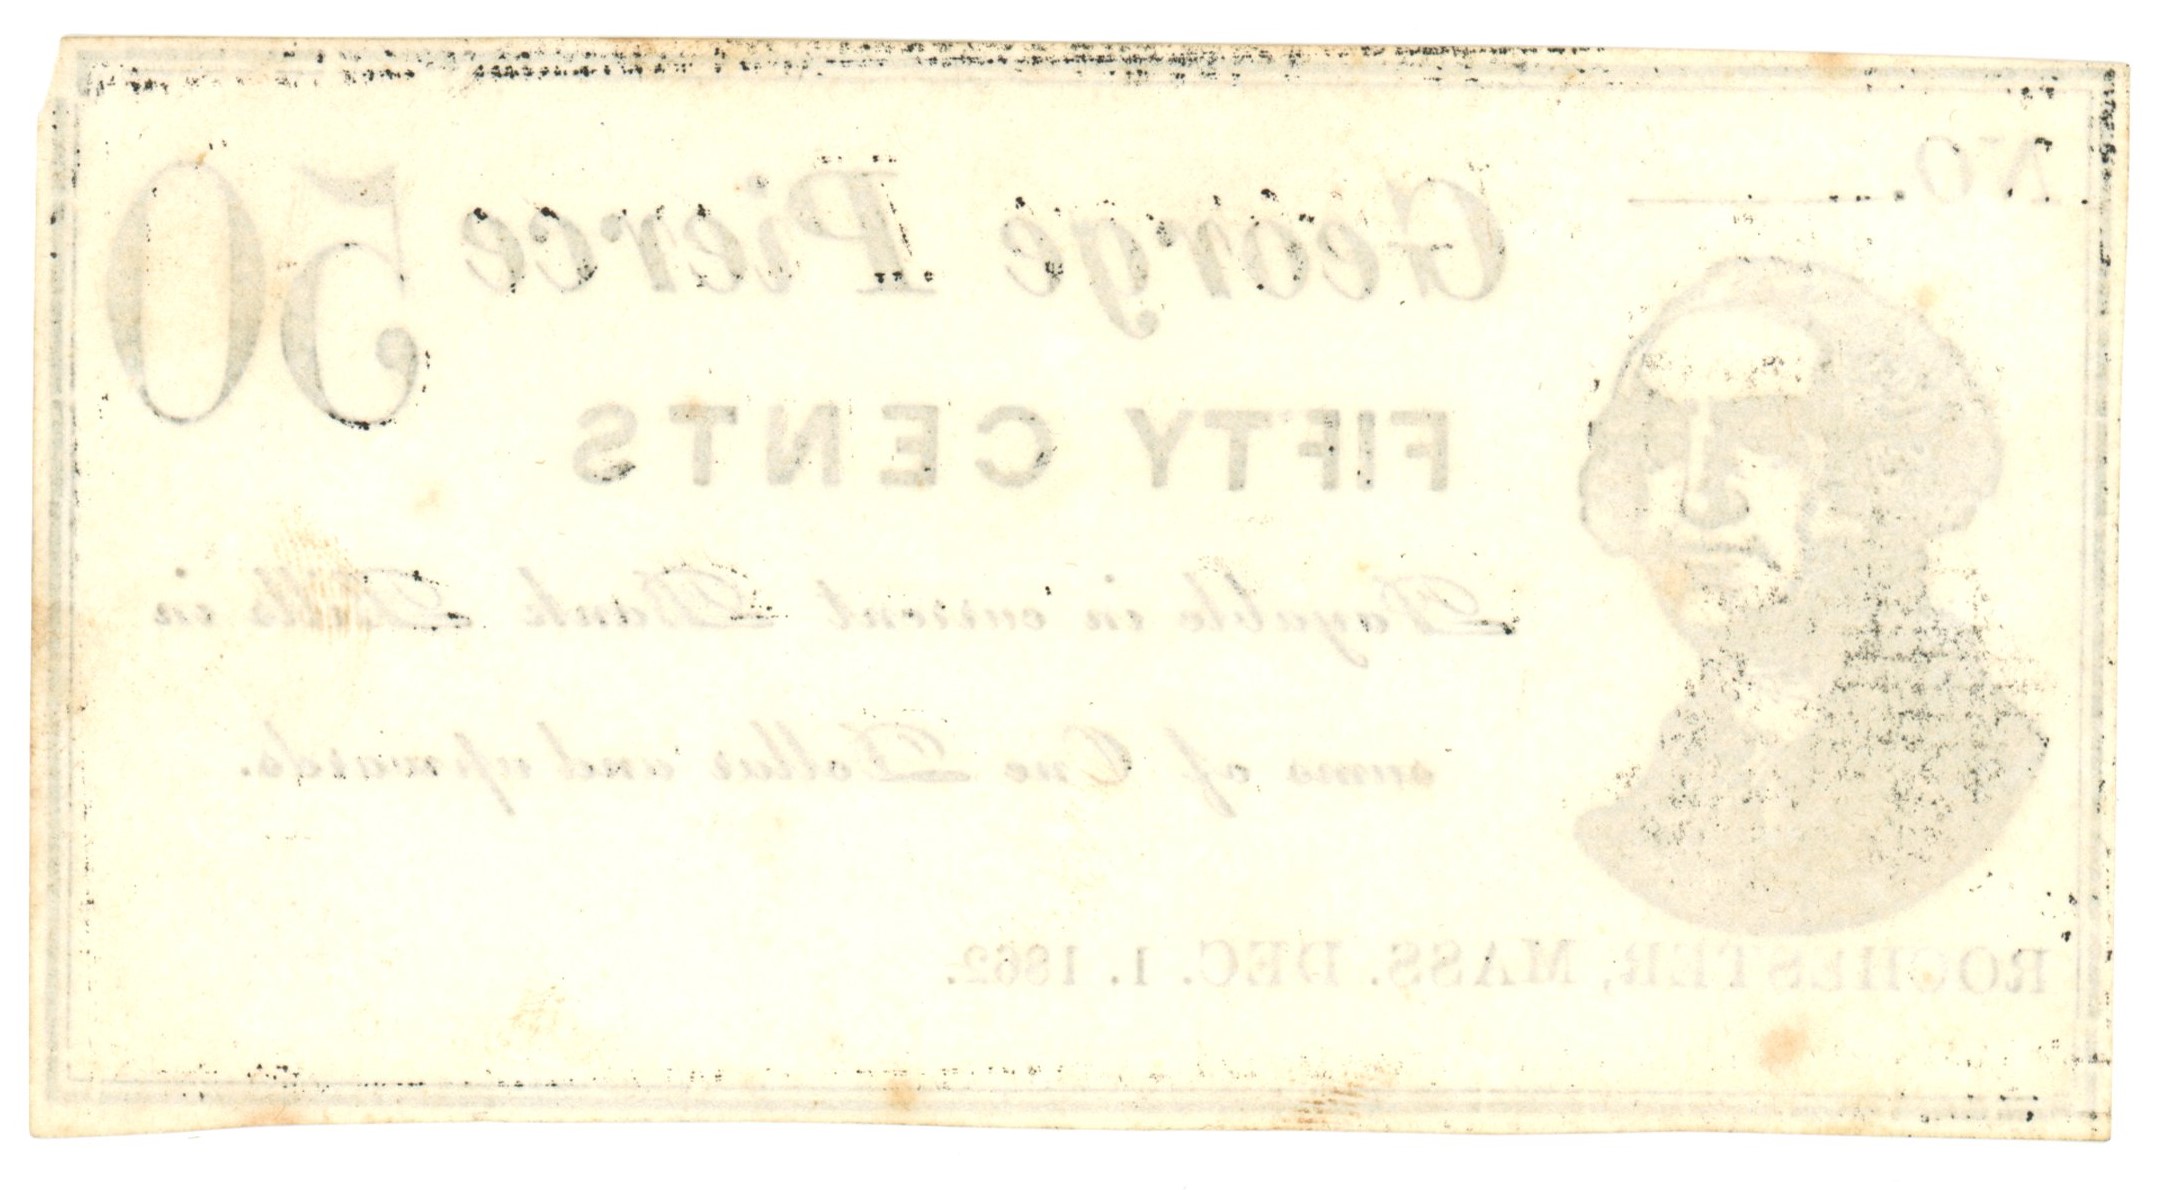 No.
George Pierce 50
FIFTY CENTS
Payable in current Bank Bills in
sums of One Dollar and upwards.
ROCHESTER, MASS. DEC. 1. 1862.